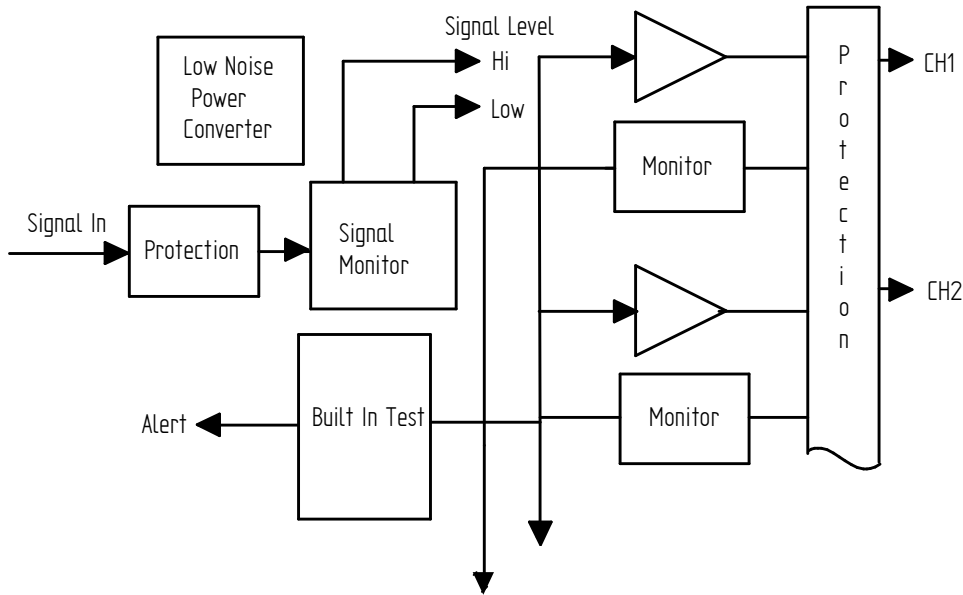 Signal Level
Hi
Low
Low Noise
Power
Converter
Signal In
Protection
Signal
Monitor
Monitor
Protection
CH1
CH2
Built In Test
Alert
Monitor